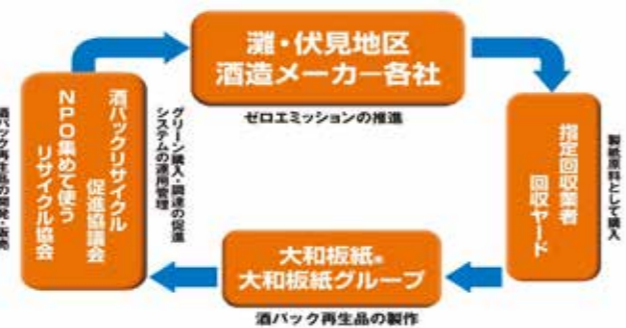 灘・伏見地区
酒造メーカー各社
ゼロエミッションの推進
指定回収業者
回収ヤード
製紙原料として購入
大和板紙㈱
大和板紙グループ
酒パック再生品の製作
酒パックリサイクル
促進協議会
NPO集めて使う
リサイクル協会
グリーン購入・調達の促進
システムの運用管理
酒パック再生品の開発・販売